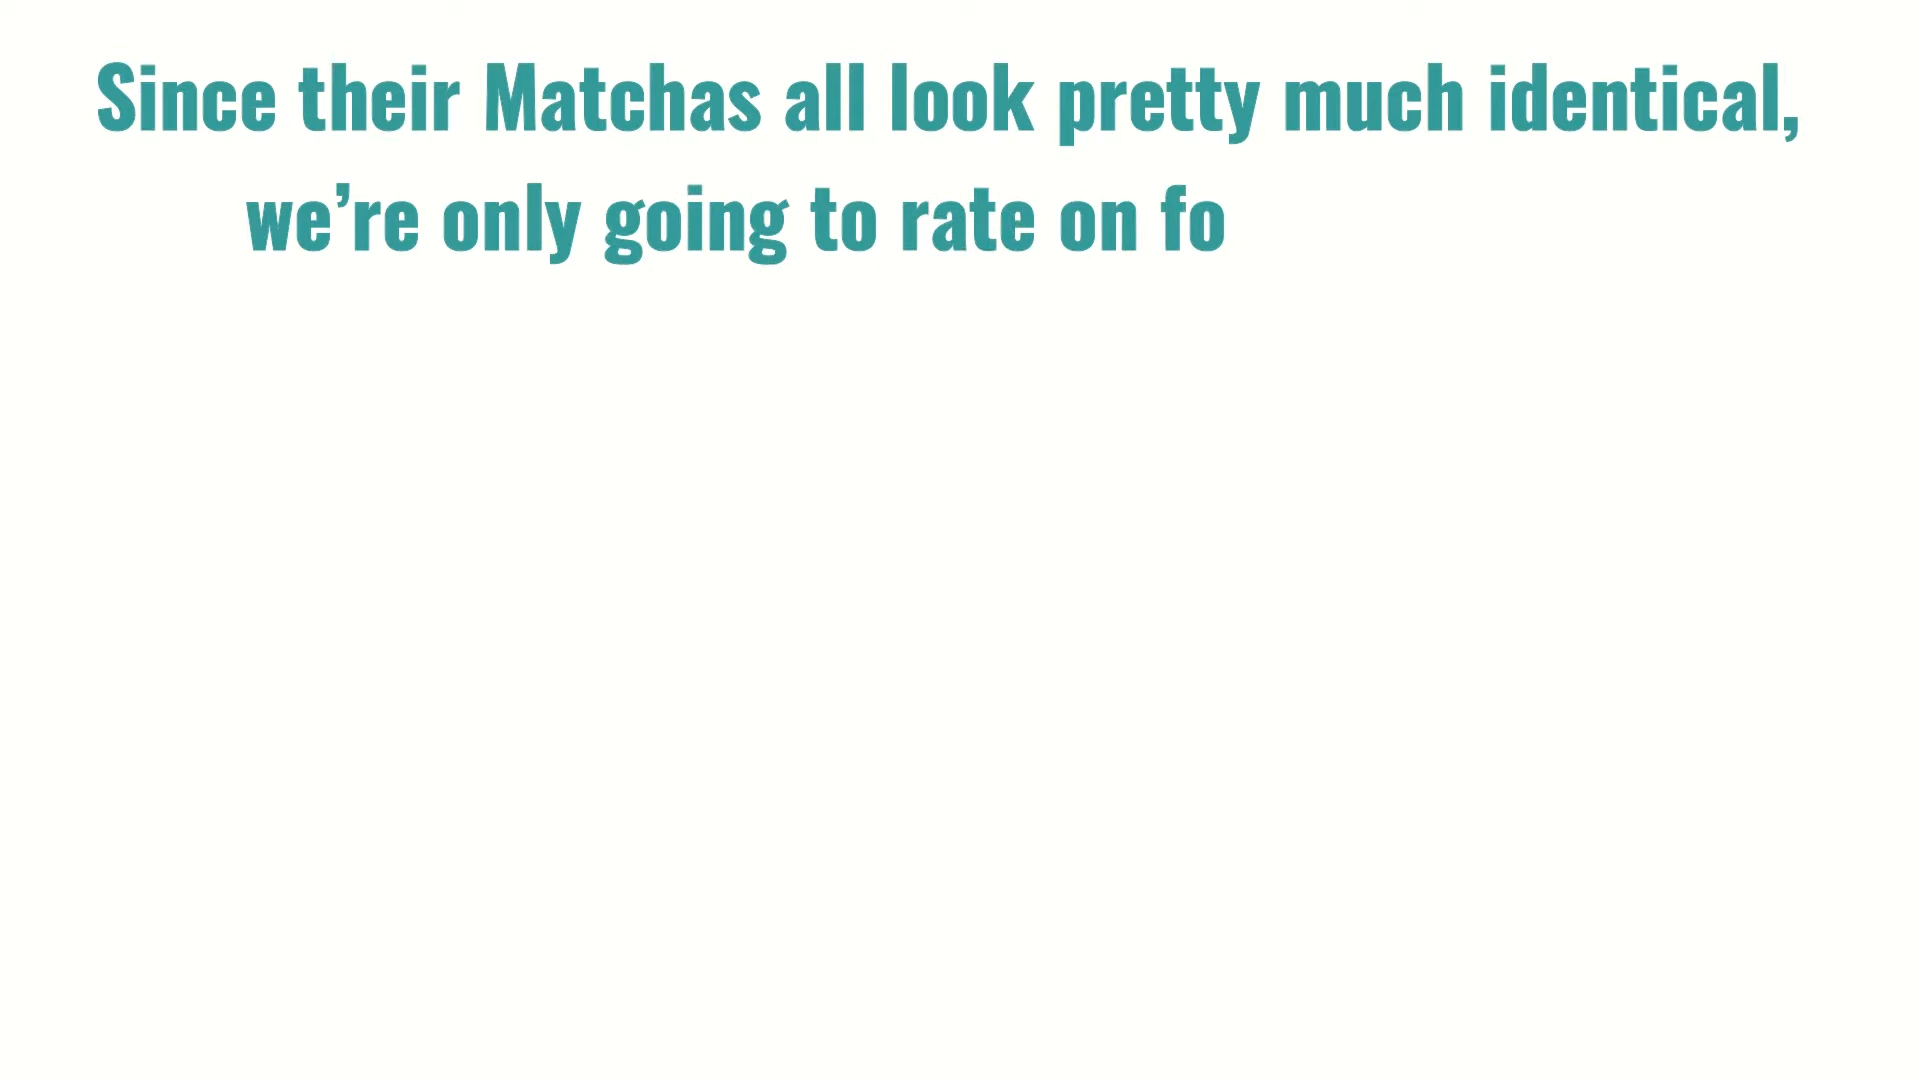 Since their Matchas all look pretty much identical,
we’re only going to rate on fo